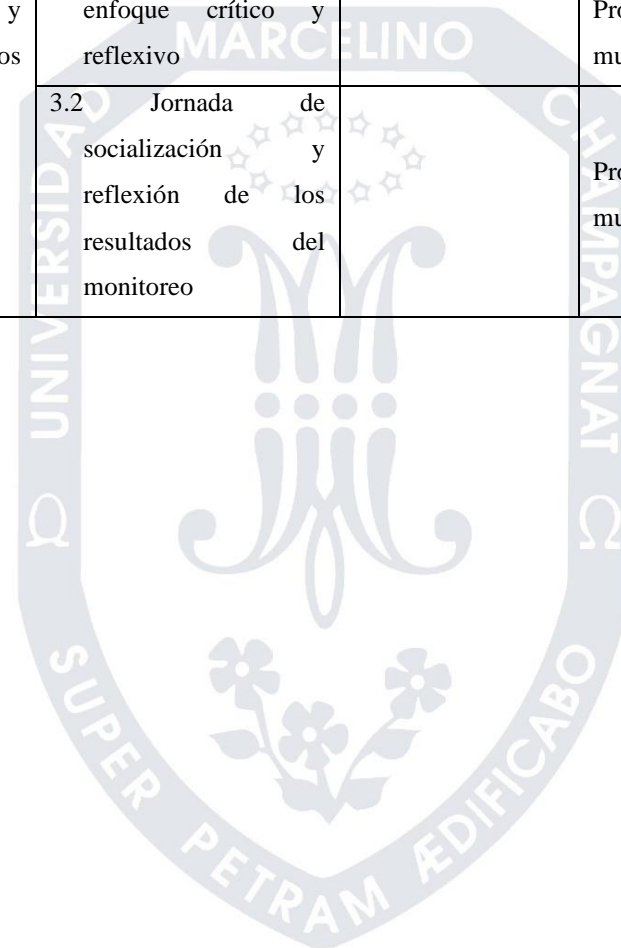 y
os
enfoque crítico y
reflexivo
3.2 Jornada de
socialización y
reflexión de los
resultados del
monitoreo
Pro
mu
Pro
mu
UNIVERSIDAD MARCELINO CHAMPAGNAT
SUPER PETRAM ÆDIFICABO